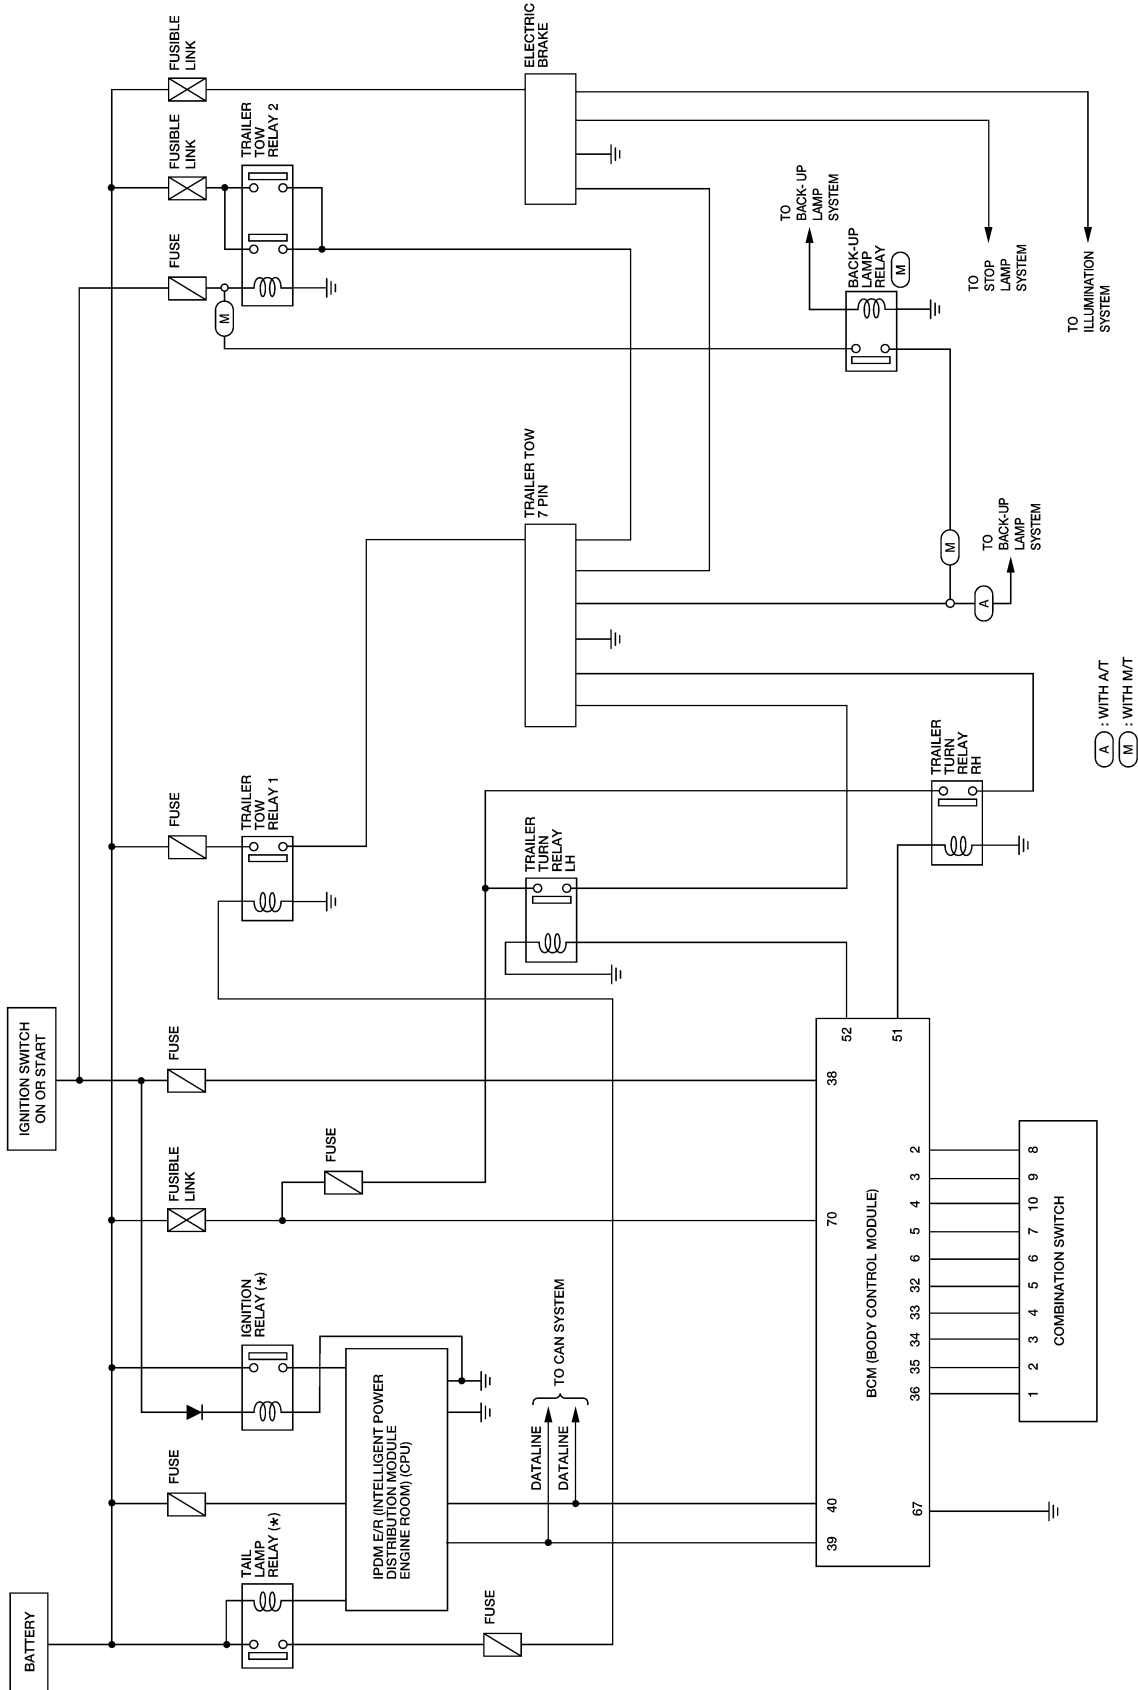 BATTERY
IGNITION SWITCH
ON OR START
TAIL
LAMP
RELAY (*)
FUSE
IGNITION
RELAY (*)
FUSIBLE
LINK
FUSE
FUSE
TRAILER
TOW
RELAY 1
FUSE
M
FUSIBLE
LINK
TRAILER
TOW
RELAY 2
FUSIBLE
LINK
FUSE
IPDM E/R (INTELLIGENT POWER
DISTRIBUTION MODULE
ENGINE ROOM) (CPU)
FUSE
FUSE
DATALINE
DATALINE
TO CAN SYSTEM
TRAILER
TURN
RELAY
LH
TRAILER TOW
7 PIN
ELECTRIC
BRAKE
39
40
70
38
52
51
BCM (BODY CONTROL MODULE)
67
36
35
34
33
32
6
5
4
3
2
1
2
3
4
5
6
7
10
9
8
COMBINATION SWITCH
TRAILER
TURN
RELAY
RH
M
A
TO
BACK-UP
LAMP
SYSTEM
TO
BACK- UP
LAMP
SYSTEM
BACK-UP
LAMP
RELAY
M
TO
STOP
LAMP
SYSTEM
TO
ILLUMINATION
SYSTEM
A : WITH A/T
M : WITH M/T